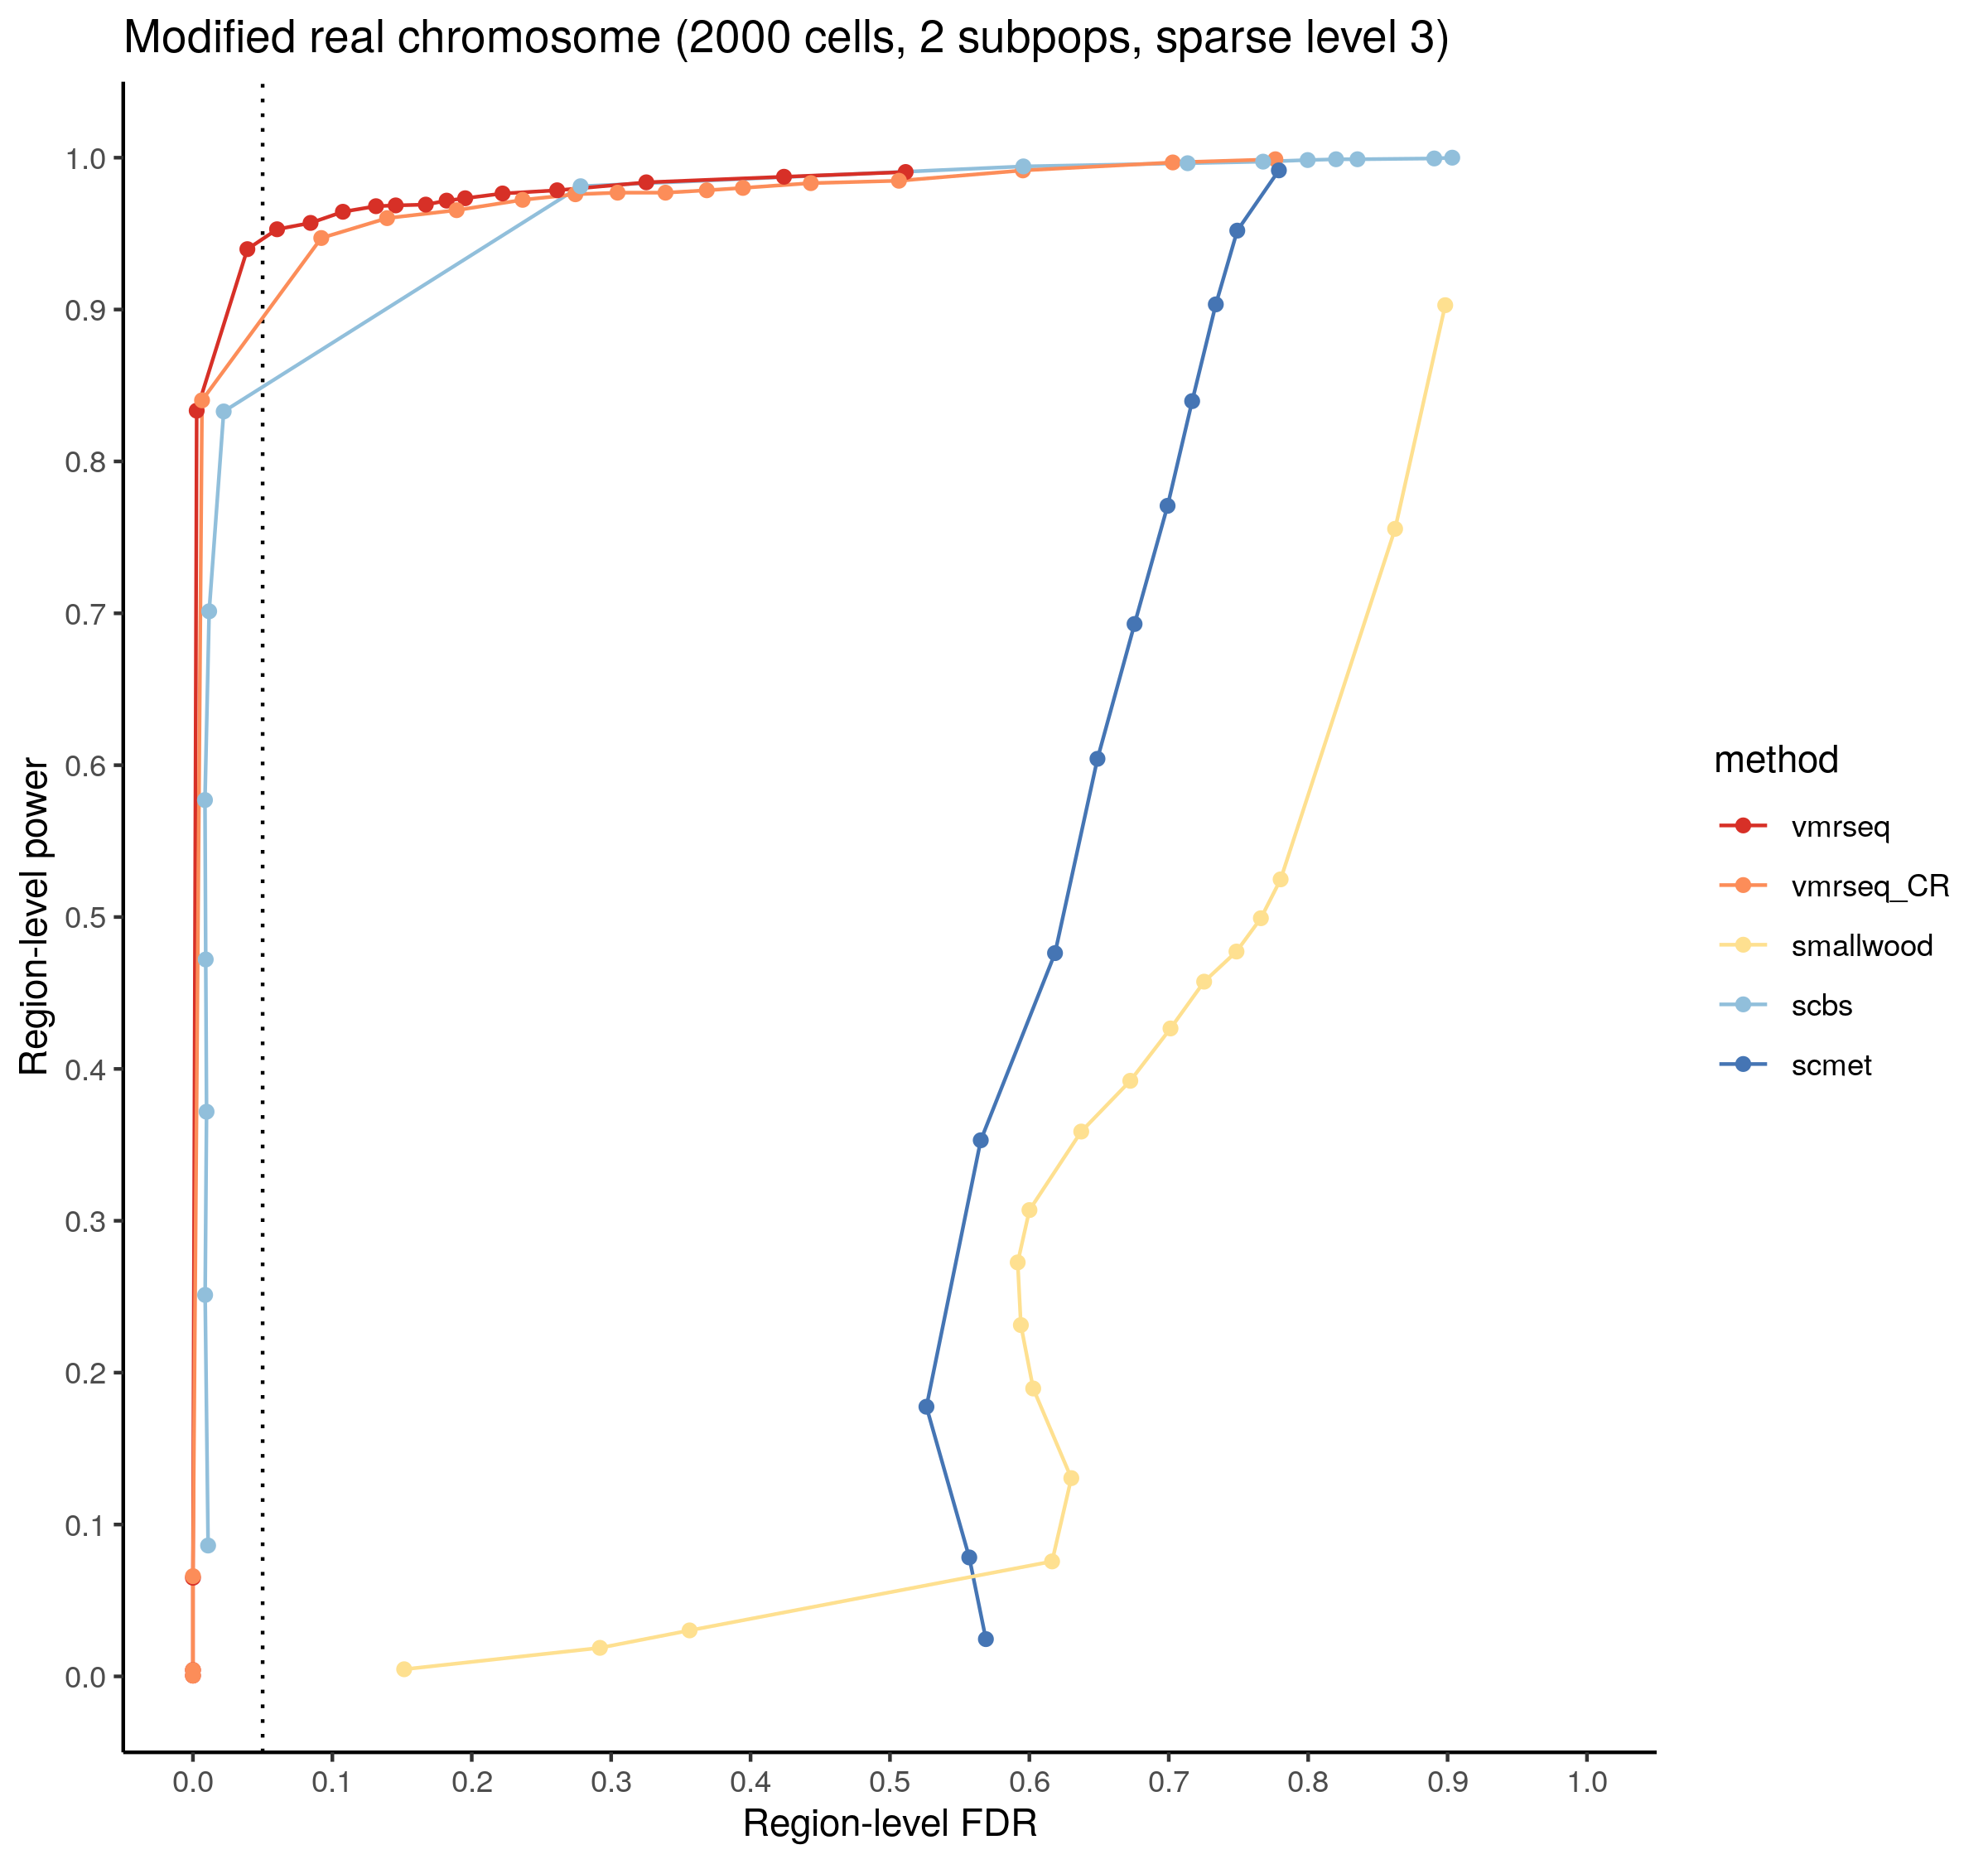 Modified real chromosome (2000 cells, 2 subpops, sparse level 3)
Region-level power
1.0
0.9
0.8
0.7
0.6
0.5
0.4
0.3
0.2
0.1
0.0
0.0 0.1 0.2 0.3 0.4 0.5 0.6 0.7 0.8 0.9 1.0
Region-level FDR
method
vmrseq
vmrseq_CR
smallwood
scbs
scmet